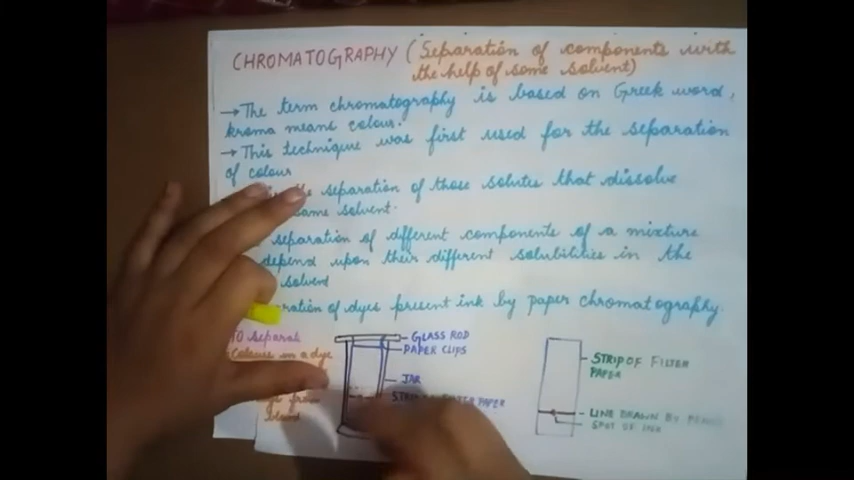 CHROMATOGRAPHY (Separation of components with
the help of some solvent)
→ The term chromatography is based on Greek word,
kroma means colour.
→ This technique was first used for the separation
of colour
the separation of those solutes that dissolve
same solvent.
separation of different components of a mixture
depend upon their different solubilities in the
solvent
of dyes present ink by paper chromatography.
TO Separat
Colours in a dye
GLASS ROD
PAPER CLIPS
JAR
PAPER
STRIP OF FILTER
PAPER
LINE DRAWN BY
SPOT OF INK